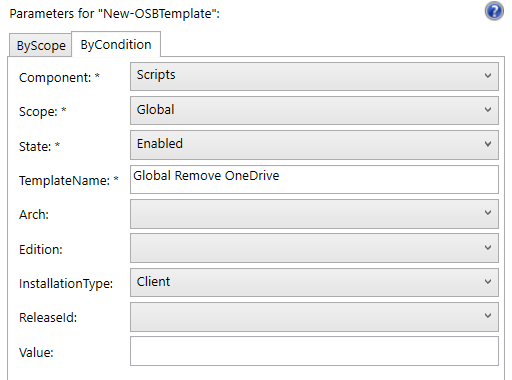 Parameters for "New-OSBTemplate":
ByScope ByCondition
Component: * Scripts
Scope: * Global
State: * Enabled
TemplateName: * Global Remove OneDrive
Arch:
Edition:
InstallationType: Client
ReleaseId:
Value: